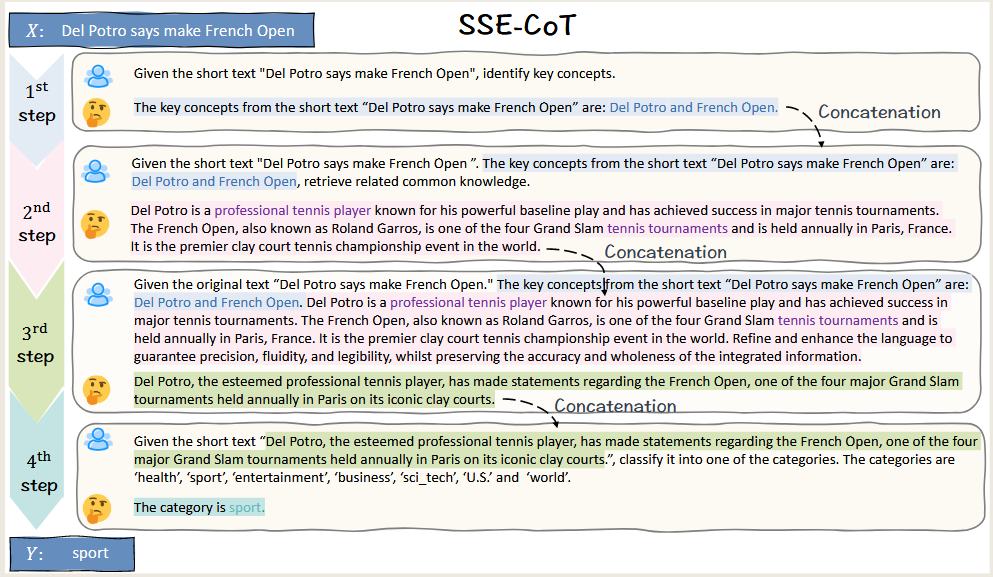 SSE-CoT
X: Del Potro says make French Open
1st
step
Given the short text "Del Potro says make French Open", identify key concepts.
The key concepts from the short text “Del Potro says make French Open” are: Del Potro and French Open.
Concatenation
2nd
step
Given the short text "Del Potro says make French Open ”. The key concepts from the short text “Del Potro says make French Open” are:
Del Potro and French Open, retrieve related common knowledge.
Del Potro is a professional tennis player known for his powerful baseline play and has achieved success in major tennis tournaments.
The French Open, also known as Roland Garros, is one of the four Grand Slam tennis tournaments and is held annually in Paris, France.
It is the premier clay court tennis championship event in the world.
Concatenation
3rd
step
Given the original text “Del Potro says make French Open." The key concepts from the short text “Del Potro says make French Open” are:
Del Potro and French Open. Del Potro is a professional tennis player known for his powerful baseline play and has achieved success in
major tennis tournaments. The French Open, also known as Roland Garros, is one of the four Grand Slam tennis tournaments and is
held annually in Paris, France. It is the premier clay court tennis championship event in the world. Refine and enhance the language to
guarantee precision, fluidity, and legibility, whilst preserving the accuracy and wholeness of the integrated information.
Del Potro, the esteemed professional tennis player, has made statements regarding the French Open, one of the four major Grand Slam
tournaments held annually in Paris on its iconic clay courts.
Concatenation
4th
step
Given the short text “Del Potro, the esteemed professional tennis player, has made statements regarding the French Open, one of the four
major Grand Slam tournaments held annually in Paris on its iconic clay courts.”, classify it into one of the categories. The categories are
‘health’, ‘sport’, ‘entertainment’, ‘business’, ‘sci_tech’, ‘U.S.’ and ‘world’.
The category is sport.
Y: sport